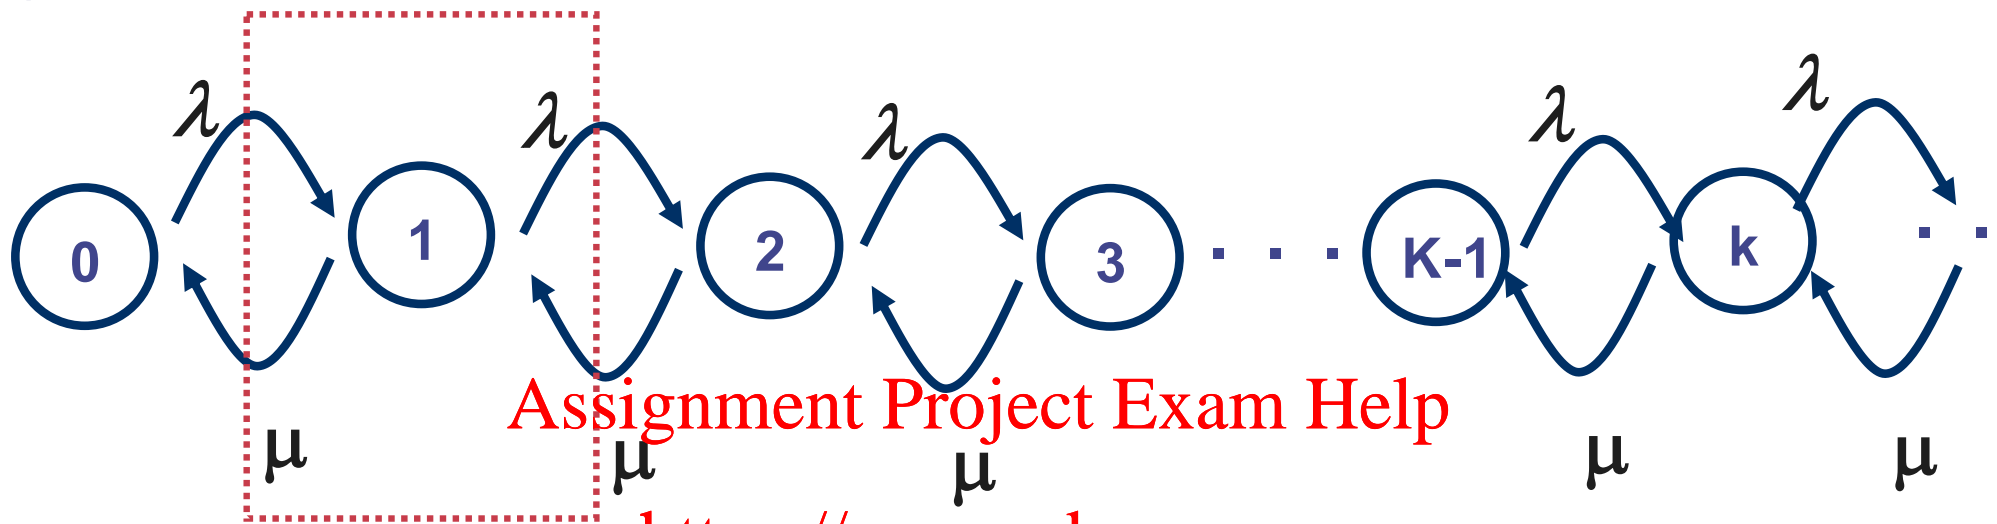 λ λ λ λ λ
0 1 2 3 . . . K-1 k . .
Assignment Project Exam Help
μ μ μ μ μ